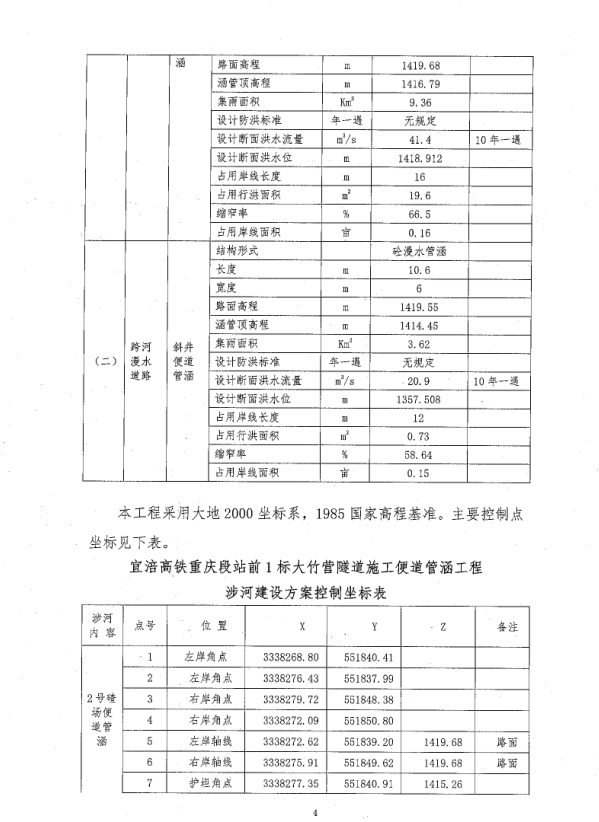 涵 路面高程 m 1419.68
涵管顶高程 m 1416.79
集雨面积 Km² 9.36
设计防洪标准 年一遇 无规定
设计断面洪水流量 m³/s 41.4 10年一遇
设计断面洪水位 m 1418.912
占用岸线长度 m 16
占用行洪面积 m² 19.6
缩窄率 % 66.5
占用岸线面积 亩 0.16
(二) 跨河漫水道路 斜井便道管涵 结构形式 砼漫水管涵
长度 m 10.6
宽度 m 6
路面高程 m 1419.55
涵管顶高程 m 1414.45
集雨面积 Km² 3.62
设计防洪标准 年一遇 无规定
设计断面洪水流量 m³/s 20.9 10年一遇
设计断面洪水位 m 1357.508
占用岸线长度 m 12
占用行洪面积 m² 0.73
缩窄率 % 58.64
占用岸线面积 亩 0.15
本工程采用大地2000坐标系，1985国家高程基准。主要控制点
坐标见下表。
宜涪高铁重庆段站前1标大竹营隧道施工便道管涵工程
涉河建设方案控制坐标表
涉河内容 点号 位置 X Y Z 备注
2号碴场便道管涵 1 左岸角点 3338268.80 551840.41
2 左岸角点 3338276.43 551837.99
3 右岸角点 3338279.72 551848.38
4 右岸角点 3338272.09 551850.80
5 左岸轴线 3338272.62 551839.20 1419.68 路面
6 右岸轴线 3338275.91 551849.62 1419.68 路面
7 护坦角点 3338277.35 551840.91 1415.26
4